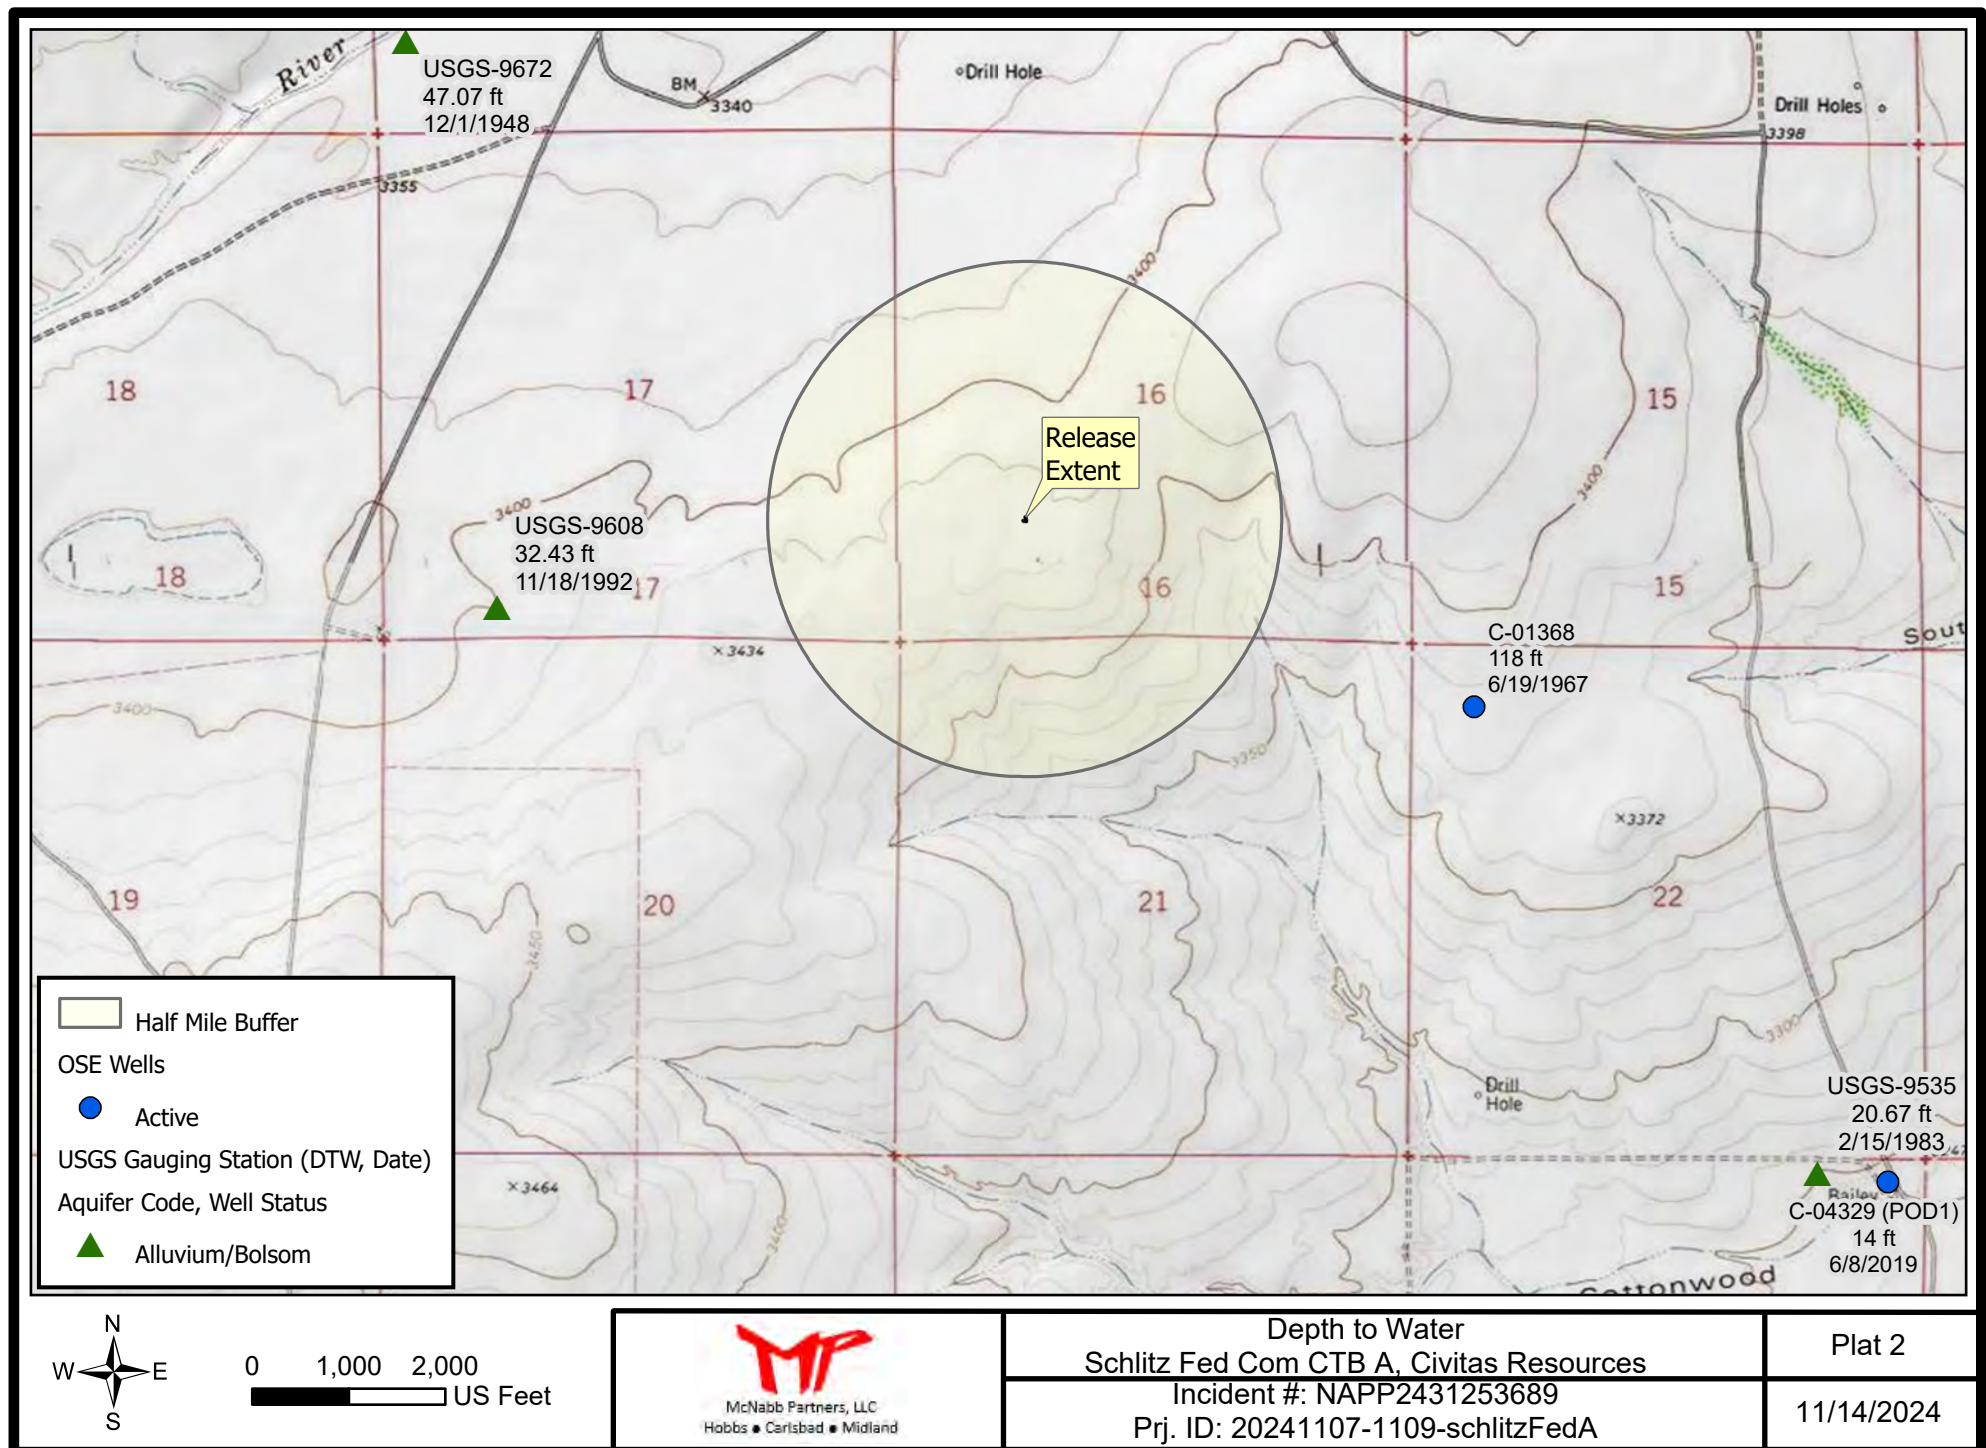 River
USGS-9672
47.07 ft
12/1/1948
BM
3340
Drill Hole
Drill Holes
3398
3355
3400
18
17
16
15
Release
Extent
3400
3400
USGS-9608
32.43 ft
11/18/1992
18
17
16
15
C-01368
118 ft
6/19/1967
Sout
3434
3400
3350
3372
19
20
21
22
3450
3300
Drill
Hole
USGS-9535
20.67 ft
2/15/1983
3464
3400
Bailey
C-04329 (POD1)
14 ft
6/8/2019
Cottonwood
Half Mile Buffer
OSE Wells
Active
USGS Gauging Station (DTW, Date)
Aquifer Code, Well Status
Alluvium/Bolsom
N
W E
S
0 1,000 2,000
US Feet
McNabb Partners, LLC
Hobbs • Carlsbad • Midland
Depth to Water
Schlitz Fed Com CTB A, Civitas Resources
Incident #: NAPP2431253689
Prj. ID: 20241107-1109-schlitzFedA
Plat 2
11/14/2024